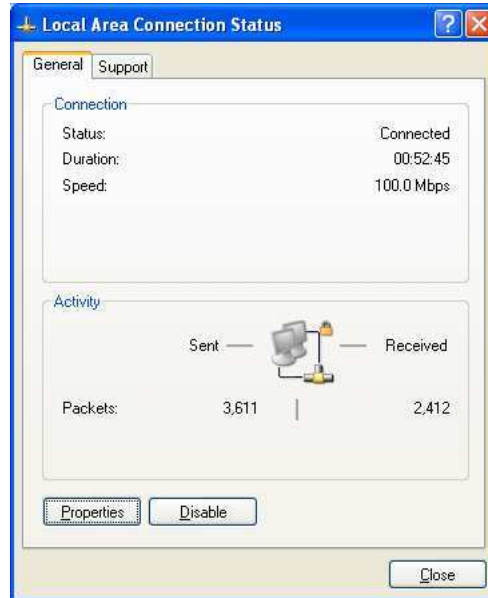 Local Area Connection Status
General Support
Connection
Status: Connected
Duration: 00:52:45
Speed: 100.0 Mbps
Activity
Sent Received
Packets: 3,611 2,412
Properties Disable
Close